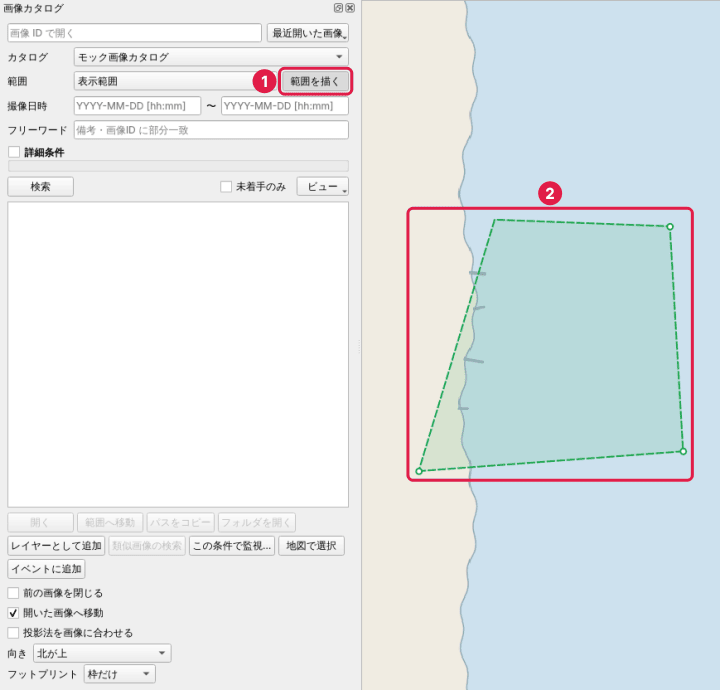 画像カタログ
画像 ID で開く
最近開いた画像
カタログ
モック画像カタログ
範囲
表示範囲
1
範囲を描く
撮像日時
YYYY-MM-DD [hh:mm]
〜
YYYY-MM-DD [hh:mm]
フリーワード
備考・画像ID に部分一致
詳細条件
検索
未着手のみ
ビュー
2
開く
範囲へ移動
パスをコピー
フォルダを開く
レイヤーとして追加
類似画像の検索
この条件で監視...
地図で選択
イベントに追加
前の画像を閉じる
開いた画像へ移動
投影法を画像に合わせる
向き
北が上
フットプリント
枠だけ